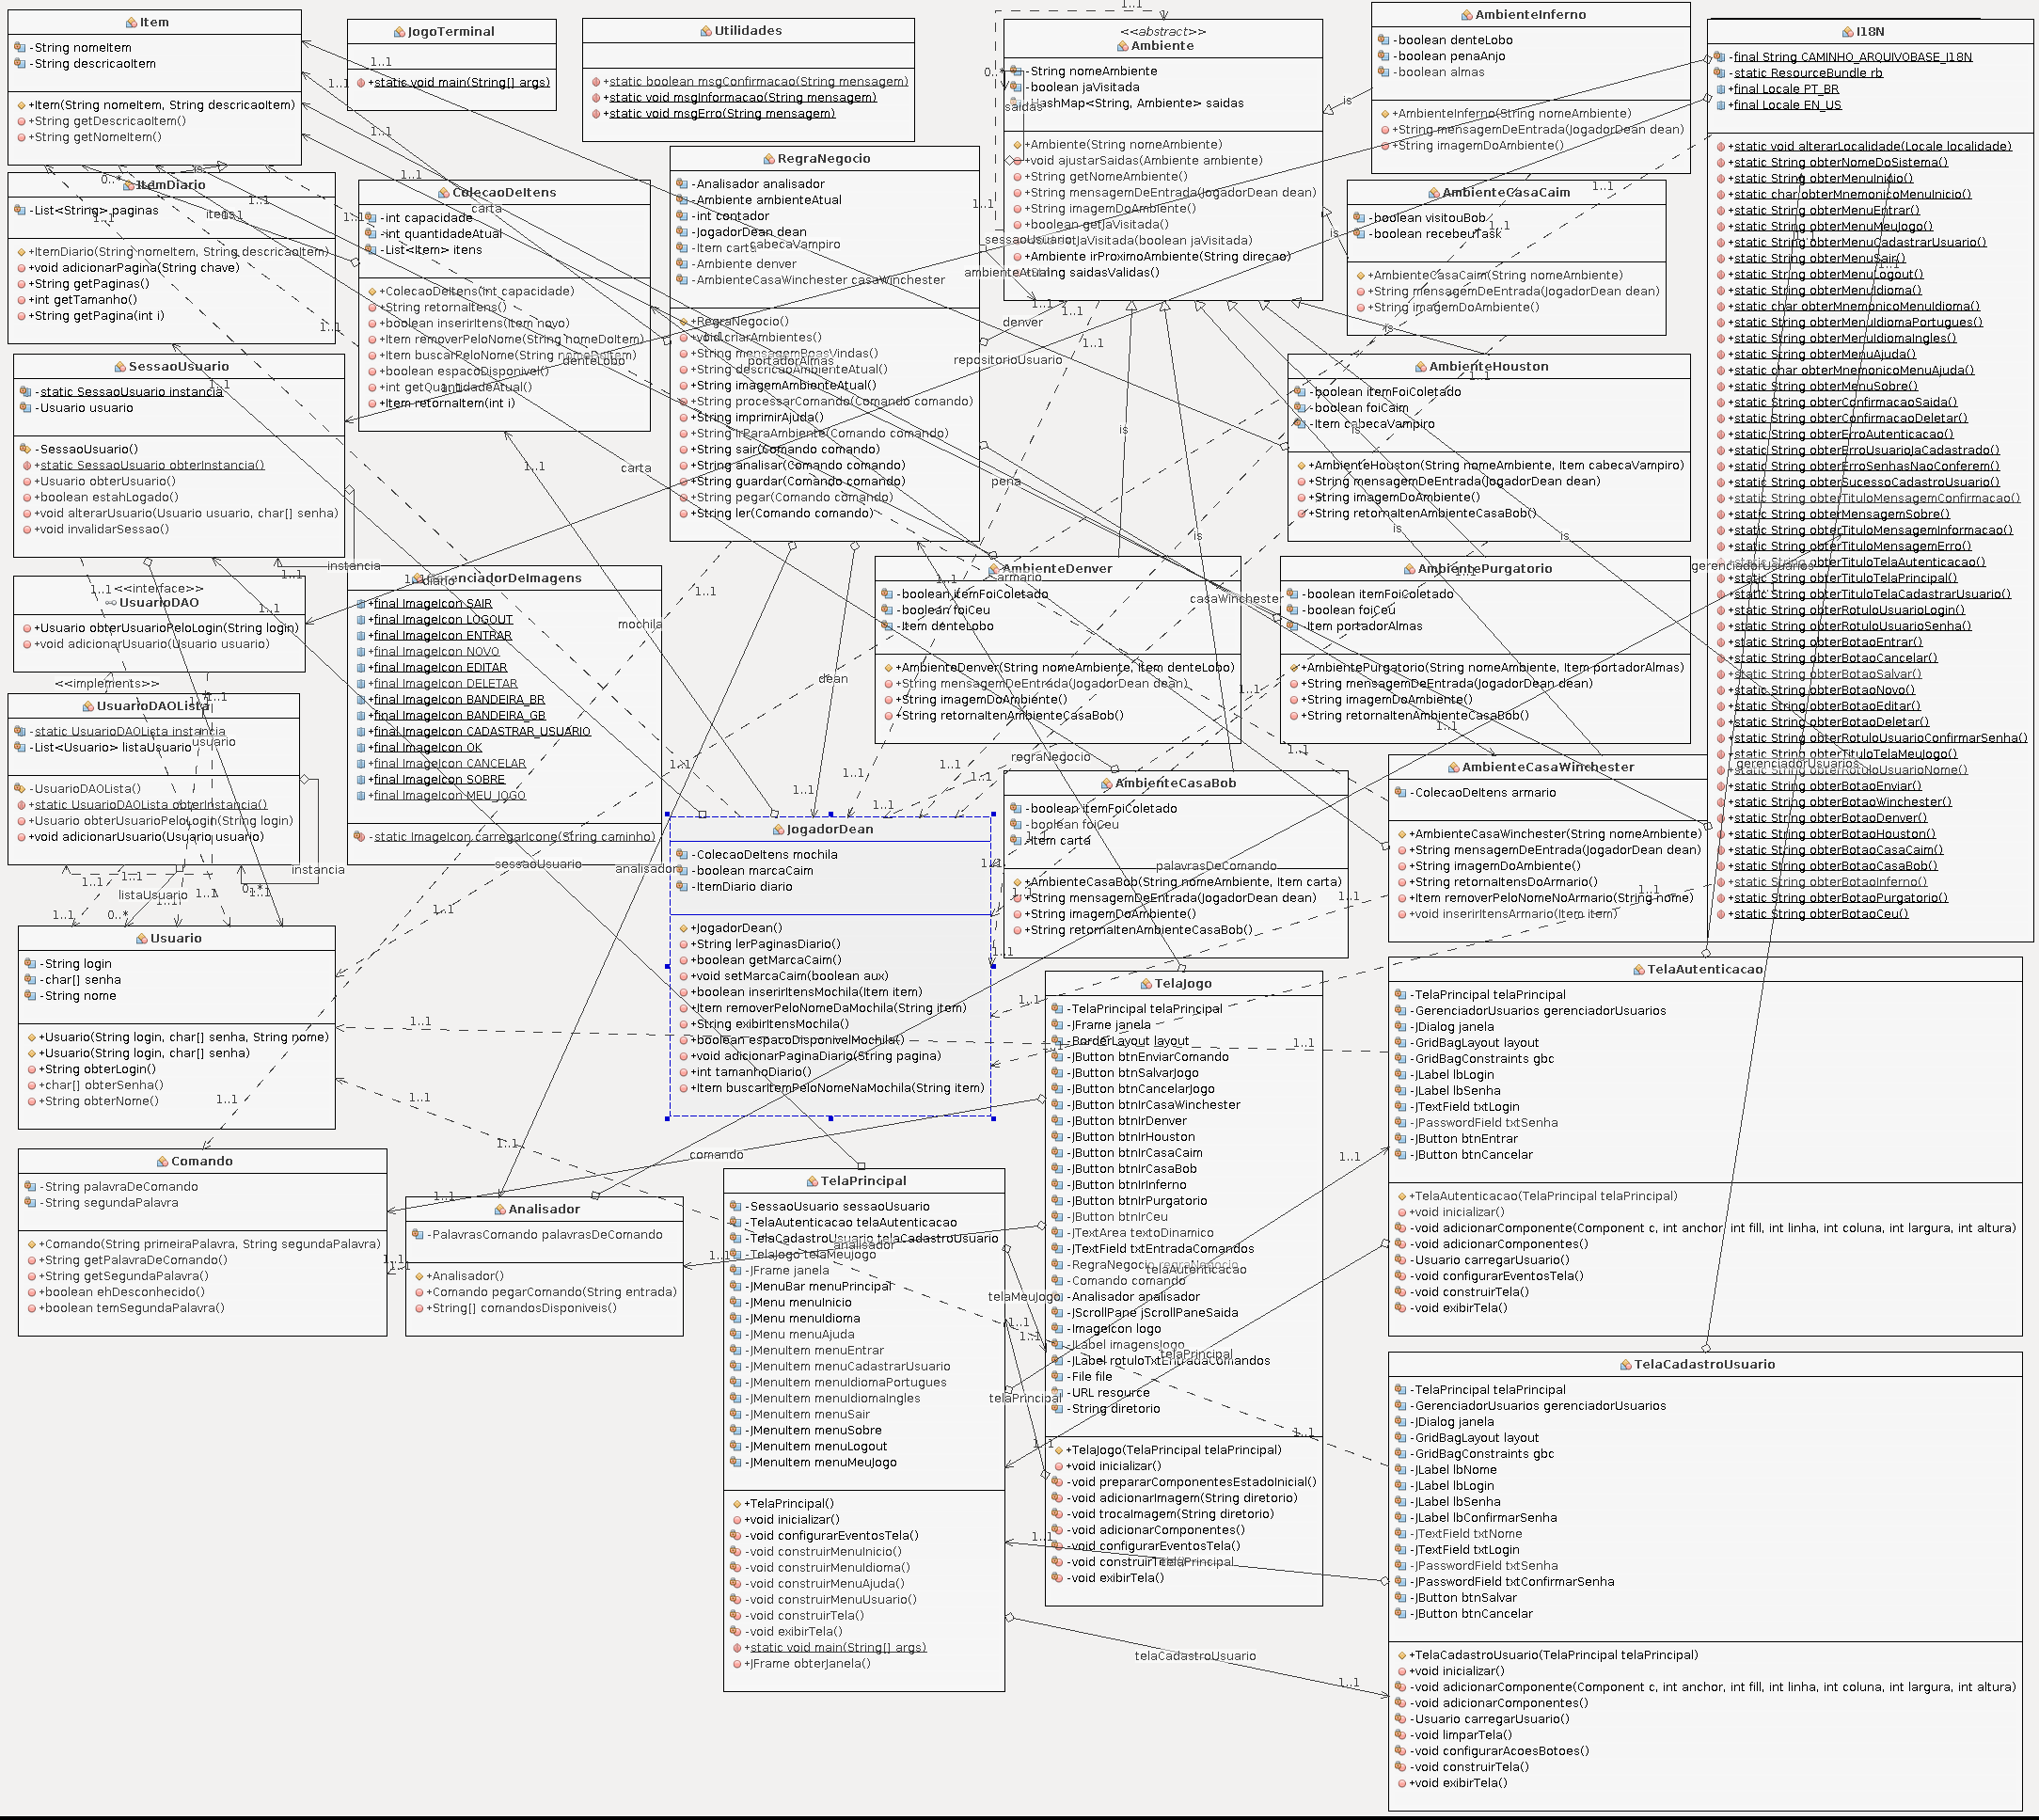 Item
-String nomeItem
-String descricaoItem
+Item(String nomeItem, String descricaoItem)
+String getDescricaoItem()
+String getNomeItem()
JogoTerminal
+static void main(String[] args)
Utilidades
+static boolean msgConfirmacao(String mensagem)
+static void msgInformacao(String mensagem)
+static void msgErro(String mensagem)
<<abstract>>
Ambiente
-String nomeAmbiente
-boolean jaVisitada
-HashMap<String, Ambiente> saidas
+Ambiente(String nomeAmbiente)
+void ajustarSaidas(Ambiente ambiente)
+String getNomeAmbiente()
+String mensagemDeEntrada(JogadorDean dean)
+String imagemDoAmbiente()
+boolean getJaVisitada()
(boolean jaVisitada)
+Ambiente irProximoAmbiente(String direcao)
+String saidasValidas()
AmbienteInferno
-boolean denteLobo
-boolean penaAnjo
-boolean almas
+AmbienteInferno(String nomeAmbiente)
+String mensagemDeEntrada(JogadorDean dean)
+String imagemDoAmbiente()
AmbienteCasaCaim
-boolean visitouBob
-boolean recebeuTask
+AmbienteCasaCaim(String nomeAmbiente)
+String mensagemDeEntrada(JogadorDean dean)
+String imagemDoAmbiente()
I18N
-final String CAMINHO_ARQUIVOBASE_I18N
-static ResourceBundle rb
+final Locale PT_BR
+final Locale EN_US
+static void alterarLocalidade(Locale localidade)
+static String obterNomeDoSistema()
+static String obterMenuInicio()
+static char obterMnemonicoMenuInicio()
+static String obterMenuEntrar()
+static String obterMenuMeuJogo()
+static String obterMenuCadastrarUsuario()
+static String obterMenuSair()
+static String obterMenuLogout()
+static String obterMenuIdioma()
+static char obterMnemonicoMenuIdioma()
+static String obterMenuIdiomaPortugues()
+static String obterMenuIdiomaIngles()
+static String obterMenuAjuda()
+static char obterMnemonicoMenuAjuda()
+static String obterMenuSobre()
+static String obterConfirmacaoSaida()
+static String obterConfirmacaoDeletar()
+static String obterErroAutenticacao()
+static String obterErroUsuarioJaCadastrado()
+static String obterErroSenhasNaoConferem()
+static String obterSucessoCadastroUsuario()
+static String obterTituloMensagemConfirmacao()
+static String obterMensagemSobre()
+static String obterTituloMensagemInformacao()
+static String obterTituloMensagemErro()
+static String obterTituloTelaAutenticacao()
+static String obterTituloTelaPrincipal()
+static String obterTituloTelaCadastrarUsuario()
+static String obterRotuloUsuarioLogin()
+static String obterRotuloUsuarioSenha()
+static String obterBotaoEntrar()
+static String obterBotaoCancelar()
+static String obterBotaoSalvar()
+static String obterBotaoNovo()
+static String obterBotaoEditar()
+static String obterBotaoDeletar()
+static String obterRotuloUsuarioConfirmarSenha()
+static String obterTituloTelaMeuJogo()
+static String obterRotuloUsuarioNome()
+static String obterBotaoEnviar()
+static String obterBotaoWinchester()
+static String obterBotaoDenver()
+static String obterBotaoHouston()
+static String obterBotaoCasaCaim()
+static String obterBotaoCasaBob()
+static String obterBotaoInferno()
+static String obterBotaoPurgatorio()
+static String obterBotaoCeu()
ItemDiario
-List<String> paginas
+ItemDiario(String nomeItem, String descricaoItem)
+void adicionarPagina(String chave)
+String getPaginas()
+int getTamanho()
+String getPagina(int i)
ColecaoDeItens
-int capacidade
-int quantidadeAtual
-List<Item> itens
+ColecaoDeItens(int capacidade)
+String retornaItens()
+boolean inserirItens(Item novo)
+Item removerPeloNome(String nomeDoItem)
+Item buscarPeloNome(String nomeDoItem)
+boolean espacoDisponivel()
+int getQuantidadeAtual()
+Item retornaItem(int i)
RegraNegocio
-Analisador analisador
-Ambiente ambienteAtual
-int contador
-JogadorDean dean
-Item carta
-Ambiente denver
-AmbienteCasaWinchester casaWinchester
+RegraNegocio()
+void criarAmbientes()
+String mensagemBoasVindas()
+String descricaoAmbienteAtual()
+String imagemAmbienteAtual()
+String processarComando(Comando comando)
+String imprimirAjuda()
+String irParaAmbiente(Comando comando)
+String sair(Comando comando)
+String analisar(Comando comando)
+String guardar(Comando comando)
+String pegar(Comando comando)
+String ler(Comando comando)
SessaoUsuario
-static SessaoUsuario instancia
-Usuario usuario
-SessaoUsuario()
+static SessaoUsuario obterInstancia()
+Usuario obterUsuario()
+boolean estahLogado()
+void alterarUsuario(Usuario usuario, char[] senha)
+void invalidarSessao()
AmbienteHouston
-boolean itemFoiColetado
-boolean foiCaim
-Item cabecaVampiro
+AmbienteHouston(String nomeAmbiente, Item cabecaVampiro)
+String mensagemDeEntrada(JogadorDean dean)
+String imagemDoAmbiente()
+String retornaItenAmbienteCasaBob()
<<interface>>
UsuarioDAO
+Usuario obterUsuarioPeloLogin(String login)
+void adicionarUsuario(Usuario usuario)
<<implements>>
GerenciadorDeImagens
+final ImageIcon SAIR
+final ImageIcon LOGOUT
+final ImageIcon ENTRAR
+final ImageIcon NOVO
+final ImageIcon EDITAR
+final ImageIcon DELETAR
+final ImageIcon BANDEIRA_BR
+final ImageIcon BANDEIRA_GB
+final ImageIcon CADASTRAR_USUARIO
+final ImageIcon OK
+final ImageIcon CANCELAR
+final ImageIcon SOBRE
+final ImageIcon MEU_JOGO
-static ImageIcon carregarIcone(String caminho)
AmbienteDenver
-boolean itemFoiColetado
-boolean foiCeu
-Item denteLobo
+AmbienteDenver(String nomeAmbiente, Item denteLobo)
+String mensagemDeEntrada(JogadorDean dean)
+String imagemDoAmbiente()
+String retornaItenAmbienteCasaBob()
AmbientePurgatorio
-boolean itemFoiColetado
-boolean foiCeu
-Item portadorAlmas
+AmbientePurgatorio(String nomeAmbiente, Item portadorAlmas)
+String mensagemDeEntrada(JogadorDean dean)
+String imagemDoAmbiente()
+String retornaItenAmbienteCasaBob()
UsuarioDAOLista
-static UsuarioDAOLista instancia
-List<Usuario> listaUsuario
-UsuarioDAOLista()
+static UsuarioDAOLista obterInstancia()
+Usuario obterUsuarioPeloLogin(String login)
+void adicionarUsuario(Usuario usuario)
JogadorDean
-ColecaoDeItens mochila
-boolean marcaCaim
-ItemDiario diario
+JogadorDean()
+String lerPaginasDiario()
+boolean getMarcaCaim()
+void setMarcaCaim(boolean aux)
+boolean inserirItensMochila(Item item)
+Item removerPeloNomeDaMochila(String item)
+String exibirItensMochila()
+boolean espacoDisponivelMochila()
+void adicionarPaginaDiario(String pagina)
+int tamanhoDiario()
+Item buscarItemPeloNomeNaMochila(String item)
AmbienteCasaBob
-boolean itemFoiColetado
-boolean foiCeu
-Item carta
+AmbienteCasaBob(String nomeAmbiente, Item carta)
+String mensagemDeEntrada(JogadorDean dean)
+String imagemDoAmbiente()
+String retornaItenAmbienteCasaBob()
AmbienteCasaWinchester
-ColecaoDeItens armario
+AmbienteCasaWinchester(String nomeAmbiente)
+String mensagemDeEntrada(JogadorDean dean)
+String imagemDoAmbiente()
+String retornaItensDoArmario()
+Item removerPeloNomeNoArmario(String nome)
+void inserirItensArmario(Item item)
Usuario
-String login
-char[] senha
-String nome
+Usuario(String login, char[] senha, String nome)
+Usuario(String login, char[] senha)
+String obterLogin()
+char[] obterSenha()
+String obterNome()
TelaJogo
-TelaPrincipal telaPrincipal
-JFrame janela
-BorderLayout layout
-JButton btnEnviarComando
-JButton btnSalvarJogo
-JButton btnCancelarJogo
-JButton btnIrCasaWinchester
-JButton btnIrDenver
-JButton btnIrHouston
-JButton btnIrCasaCaim
-JButton btnIrCasaBob
-JButton btnIrInferno
-JButton btnIrPurgatorio
-JButton btnIrCeu
-JTextArea textoDinamico
-JTextField txtEntradaComandos
-RegraNegocio regraNegocio
-Comando comando
-Analisador analisador
-JScrollPane jScrollPaneSaida
-ImageIcon logo
-JLabel imagensJogo
-JLabel rotuloTxtEntradaComandos
-File file
-URL resource
-String diretorio
+TelaJogo(TelaPrincipal telaPrincipal)
+void inicializar()
-void prepararComponentesEstadoInicial()
-void adicionarImagem(String diretorio)
-void trocaImagem(String diretorio)
-void adicionarComponentes()
-void configurarEventosTela()
-void construirTela()
-void exibirTela()
TelaAutenticacao
-TelaPrincipal telaPrincipal
-GerenciadorUsuarios gerenciadorUsuarios
-JDialog janela
-GridBagLayout layout
-GridBagConstraints gbc
-JLabel lbLogin
-JLabel lbSenha
-JTextField txtLogin
-JPasswordField txtSenha
-JButton btnEntrar
-JButton btnCancelar
+TelaAutenticacao(TelaPrincipal telaPrincipal)
+void inicializar()
-void adicionarComponente(Component c, int anchor, int fill, int linha, int coluna, int largura, int altura)
-void adicionarComponentes()
-Usuario carregarUsuario()
-void configurarEventosTela()
-void construirTela()
-void exibirTela()
Comando
-String palavraDeComando
-String segundaPalavra
+Comando(String primeiraPalavra, String segundaPalavra)
+String getPalavraDeComando()
+String getSegundaPalavra()
+boolean ehDesconhecido()
+boolean temSegundaPalavra()
Analisador
-PalavrasComando palavrasDeComando
+Analisador()
+Comando pegarComando(String entrada)
+String[] comandosDisponiveis()
TelaPrincipal
-SessaoUsuario sessaoUsuario
-TelaAutenticacao telaAutenticacao
-TelaCadastroUsuario telaCadastroUsuario
-TelaJogo telaMeuJogo
-JFrame janela
-JMenuBar menuPrincipal
-JMenu menuInicio
-JMenu menuIdioma
-JMenu menuAjuda
-JMenuItem menuEntrar
-JMenuItem menuCadastrarUsuario
-JMenuItem menuIdiomaPortugues
-JMenuItem menuIdiomaIngles
-JMenuItem menuSair
-JMenuItem menuSobre
-JMenuItem menuLogout
-JMenuItem menuMeuJogo
+TelaPrincipal()
+void inicializar()
-void configurarEventosTela()
-void construirMenuInicio()
-void construirMenuIdioma()
-void construirMenuAjuda()
-void construirMenuUsuario()
-void construirTela()
-void exibirTela()
+static void main(String[] args)
+JFrame obterJanela()
TelaCadastroUsuario
-TelaPrincipal telaPrincipal
-GerenciadorUsuarios gerenciadorUsuarios
-JDialog janela
-GridBagLayout layout
-GridBagConstraints gbc
-JLabel lbNome
-JLabel lbLogin
-JLabel lbSenha
-JLabel lbConfirmarSenha
-JTextField txtNome
-JTextField txtLogin
-JPasswordField txtSenha
-JPasswordField txtConfirmarSenha
-JButton btnSalvar
-JButton btnCancelar
+TelaCadastroUsuario(TelaPrincipal telaPrincipal)
+void inicializar()
-void adicionarComponente(Component c, int anchor, int fill, int linha, int coluna, int largura, int altura)
-void adicionarComponentes()
-Usuario carregarUsuario()
-void limparTela()
-void configurarAcoesBotoes()
-void construirTela()
+void exibirTela()
saidas
is
is
is
is
is
is
is
is
itens
carta
cabecaVampiro
sessaoUsuario
ambienteAtual
denver
repositorioUsuario
denteLobo
portadorAlmas
carta
pena
instancia
diario
mochila
armario
casaWinchester
dean
regraNegocio
usuario
gerenciadorUsuarios
gerenciadorUsuarios
instancia
listaUsuario
sessaoUsuario
analisador
palavrasDeComando
comando
analisador
telaAutenticacao
telaMeuJogo
telaPrincipal
telaPrincipal
telaPrincipal
telaCadastroUsuario
1..1
0..*